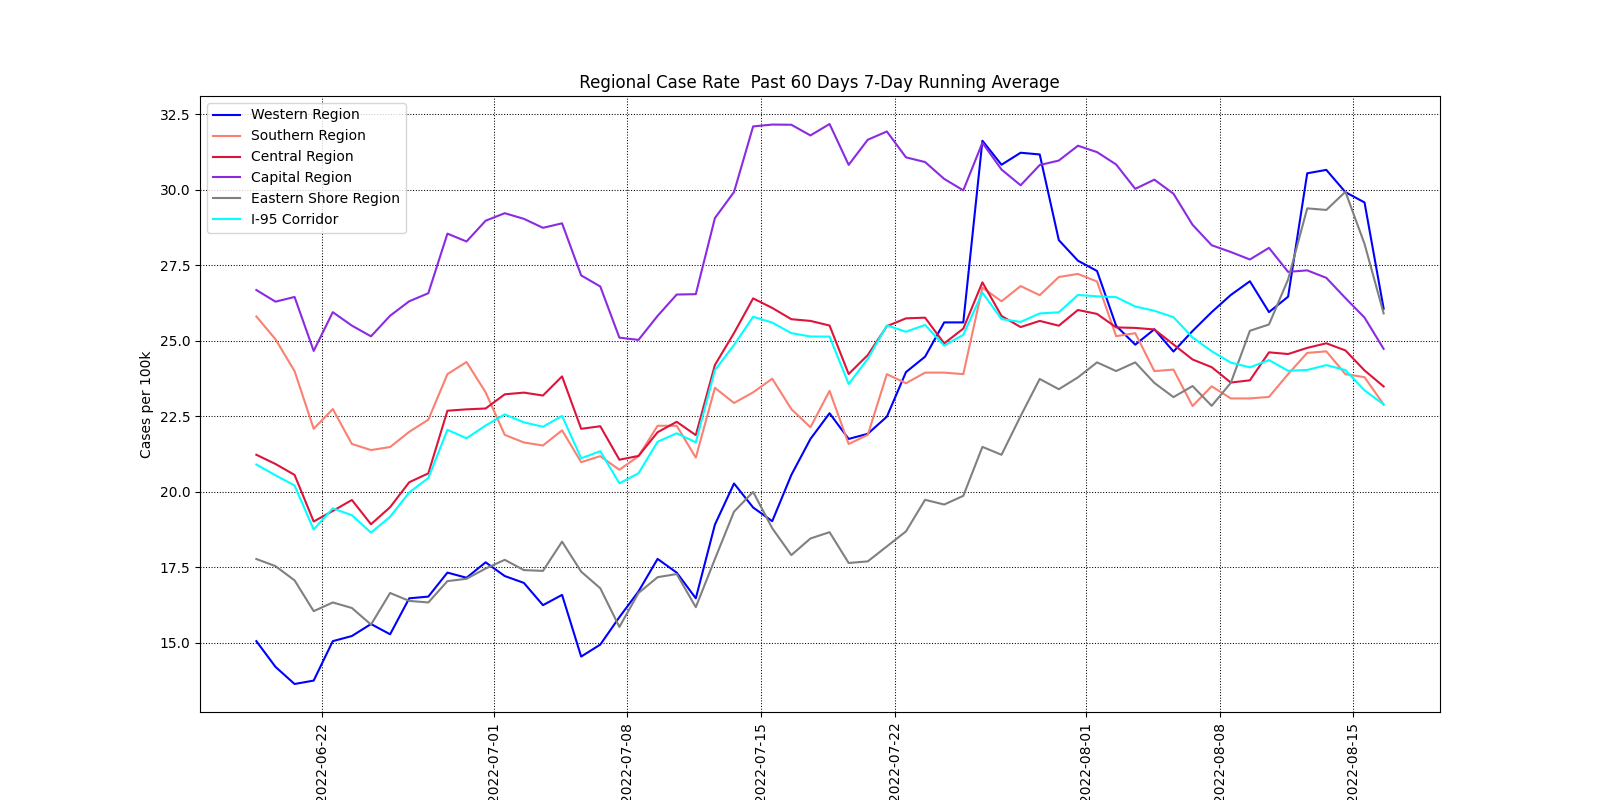 Regional Case Rate  Past 60 Days 7-Day Running Average
Western Region
Southern Region
Central Region
Capital Region
Eastern Shore Region
I-95 Corridor
Cases per 100k
32.5
30.0
27.5
25.0
22.5
20.0
17.5
15.0
2022-06-22
2022-07-01
2022-07-08
2022-07-15
2022-07-22
2022-08-01
2022-08-08
2022-08-15